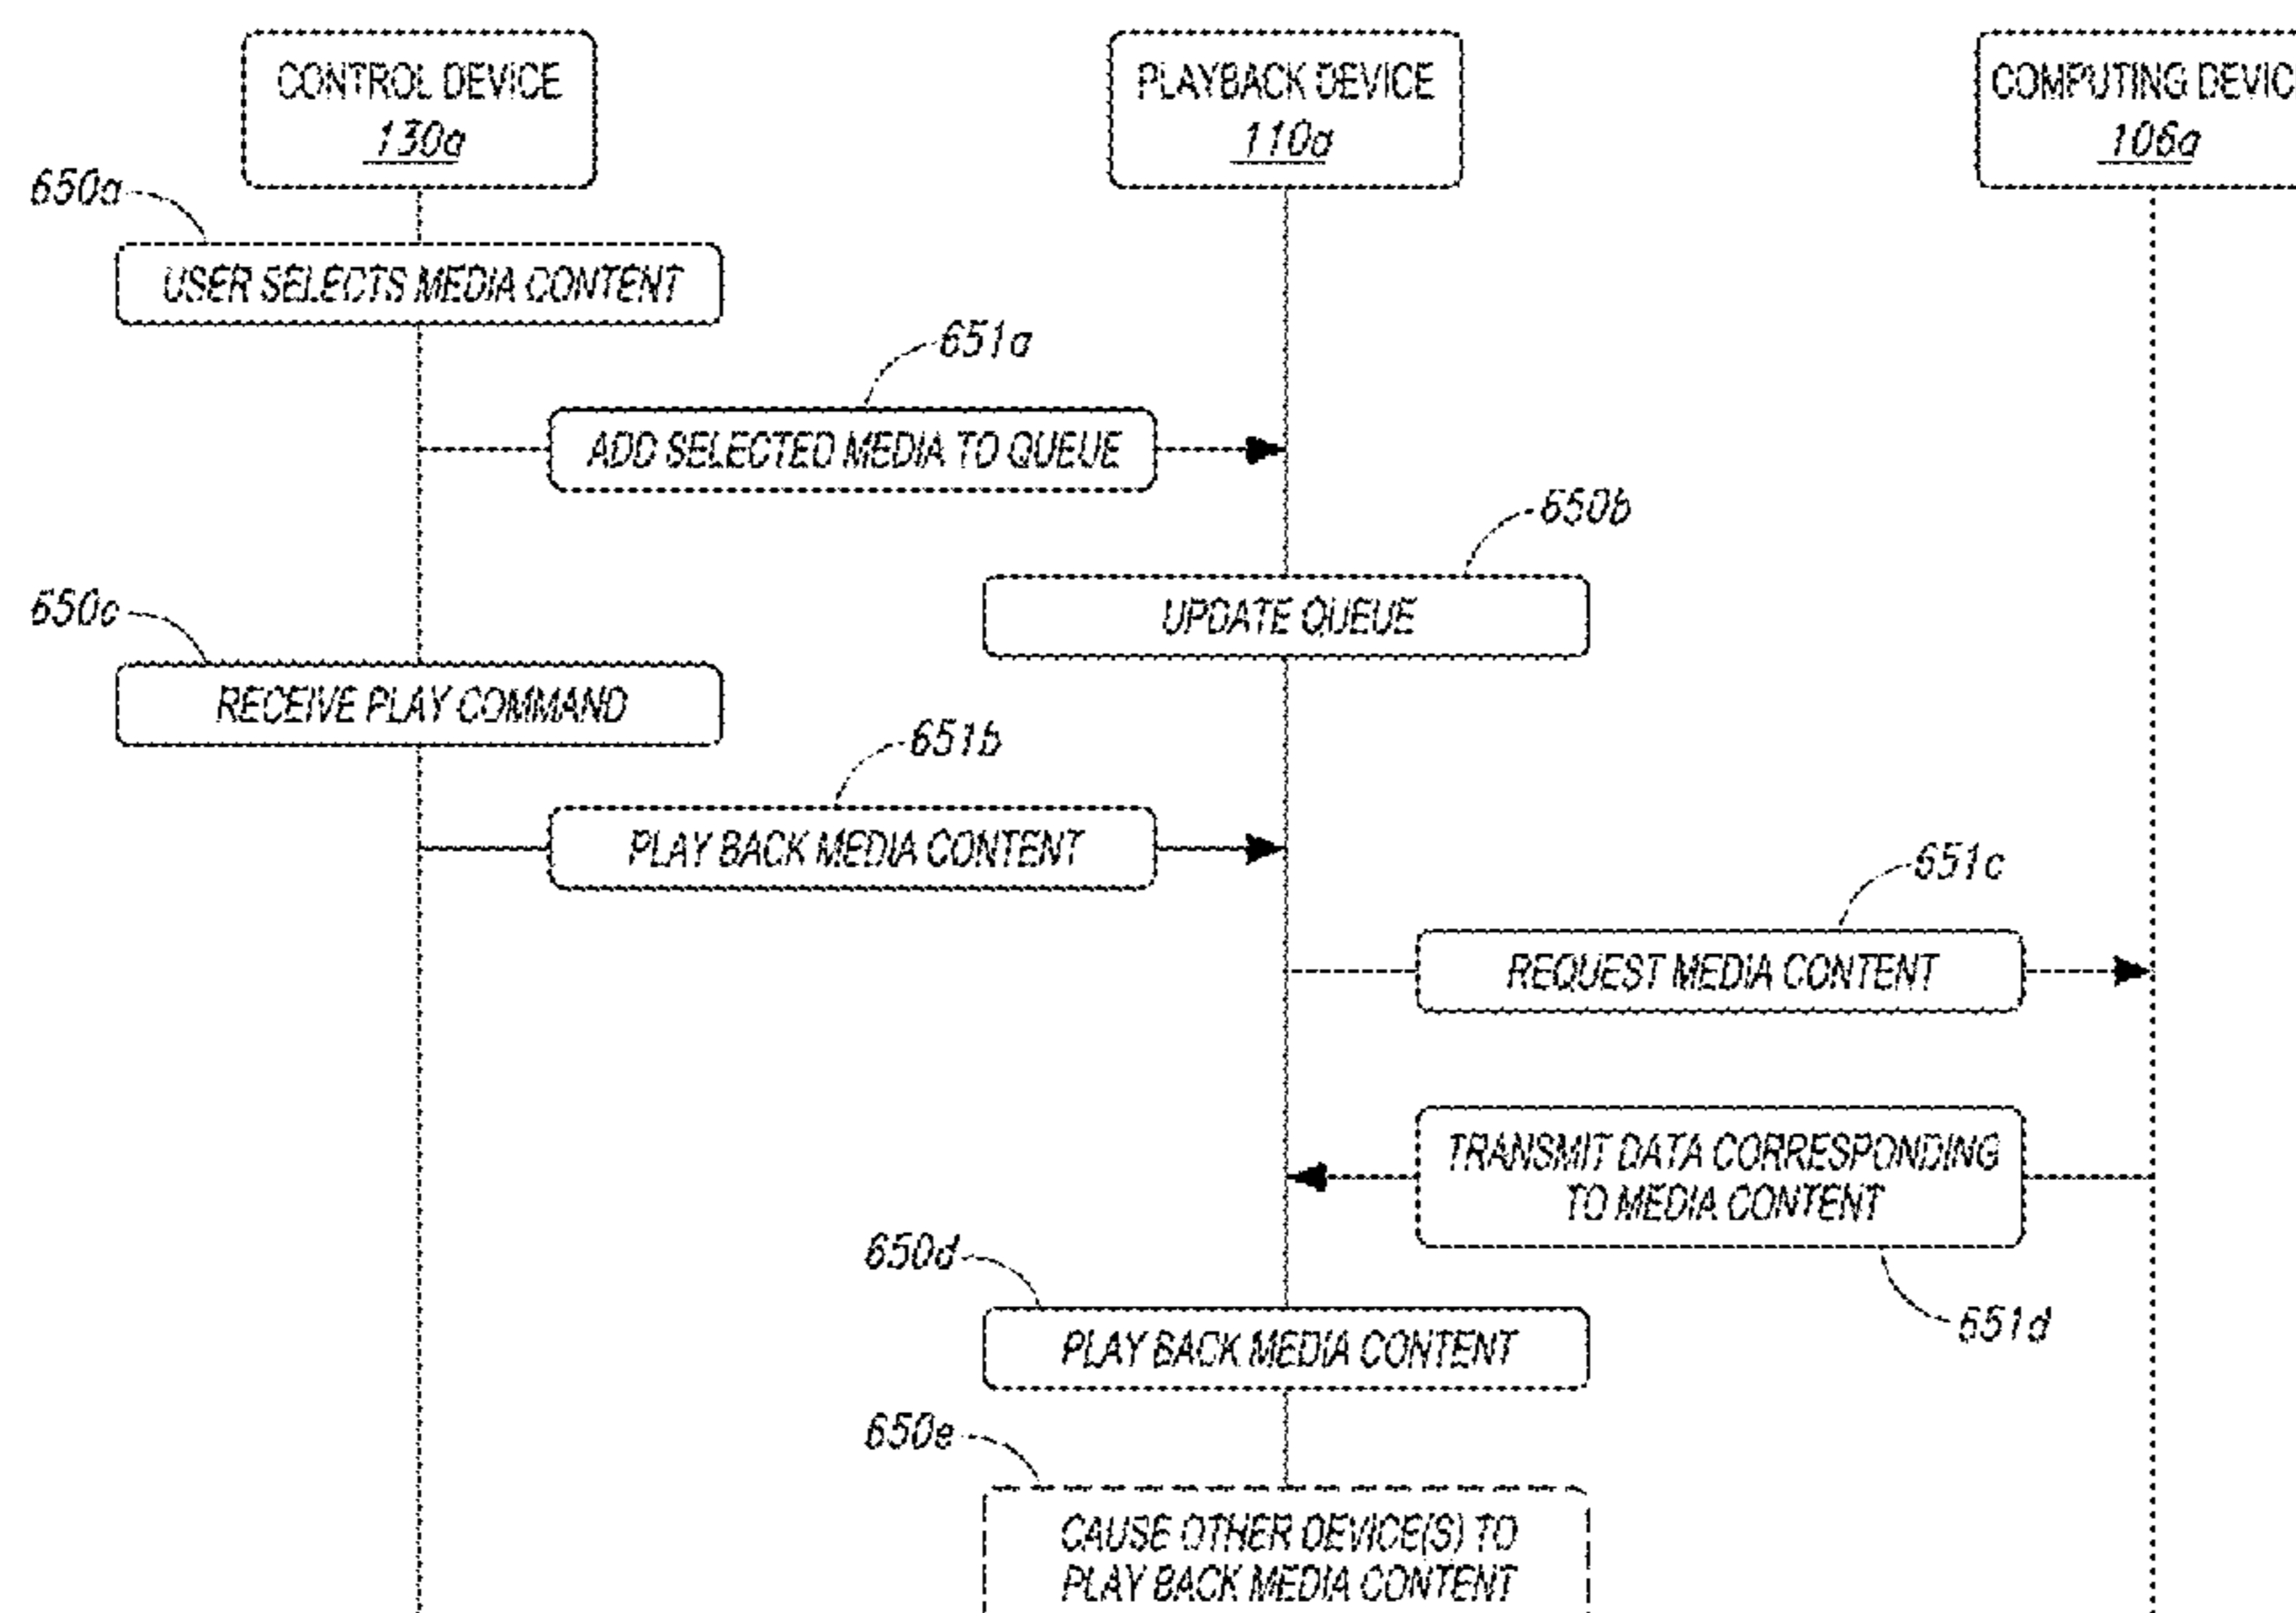 CONTROL DEVICE
130a
PLAYBACK DEVICE
110a
COMPUTING DEVIC
106a
650a
USER SELECTS MEDIA CONTENT
651a
ADD SELECTED MEDIA TO QUEUE
650b
UPDATE QUEUE
650c
RECEIVE PLAY COMMAND
651b
PLAY BACK MEDIA CONTENT
651c
REQUEST MEDIA CONTENT
TRANSMIT DATA CORRESPONDING
TO MEDIA CONTENT
651d
650d
PLAY BACK MEDIA CONTENT
650e
CAUSE OTHER DEVICE(S) TO
PLAY BACK MEDIA CONTENT